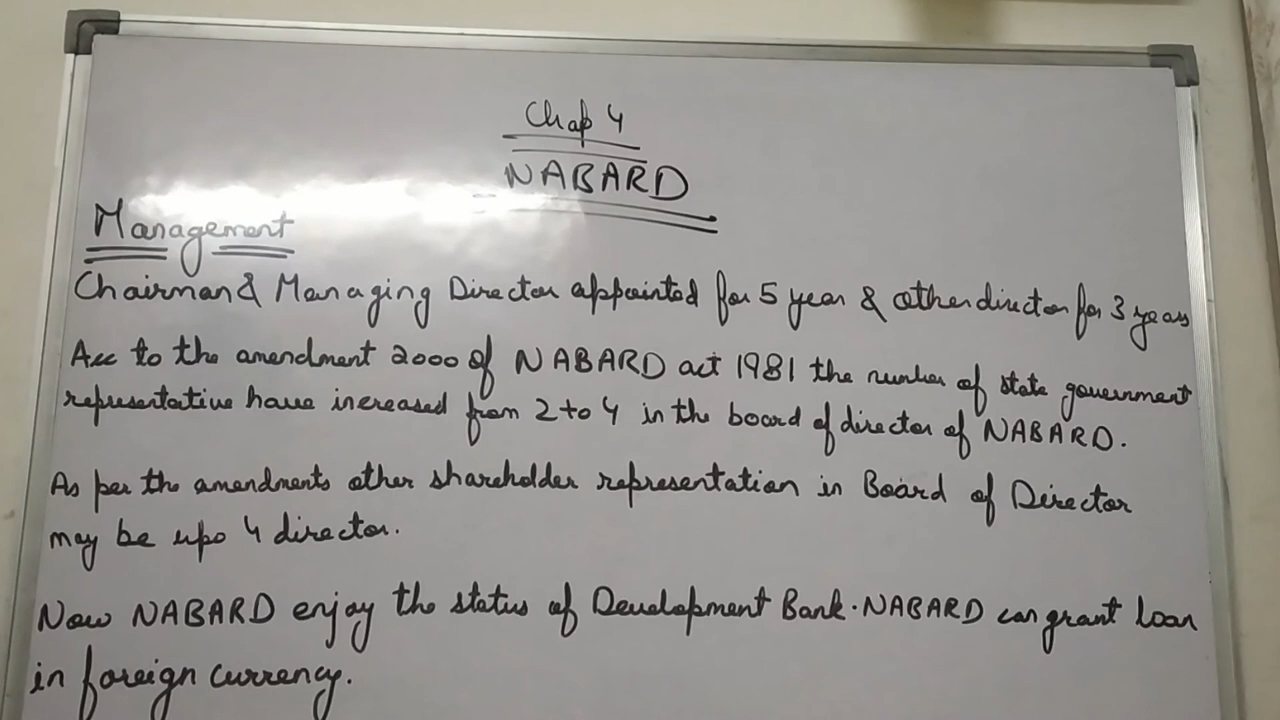 Chap 4
NABARD
Management
Chairman & Managing Director appointed for 5 year & other director for 3 years
Acc to the amendment 2000 of NABARD act 1981 the number of state government
representative have increased from 2 to 4 in the board of director of NABARD.
As per the amendments other shareholder representation in Board of Director
may be upo 4 director.
Now NABARD enjoy the status of Development Bank. NABARD can grant loan
in foreign currency.